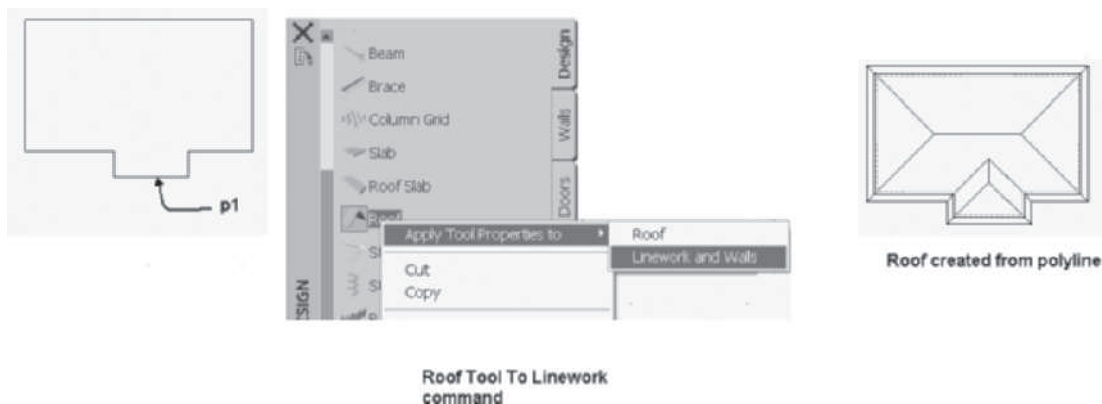 p1
Beam
Brace
Column Grid
Slab
Roof Slab
Roof
Apply Tool Properties to
Cut
Copy
Roof
Linework and Walls
Design
Walls
Doors
Roof created from polyline
Roof Tool To Linework
command